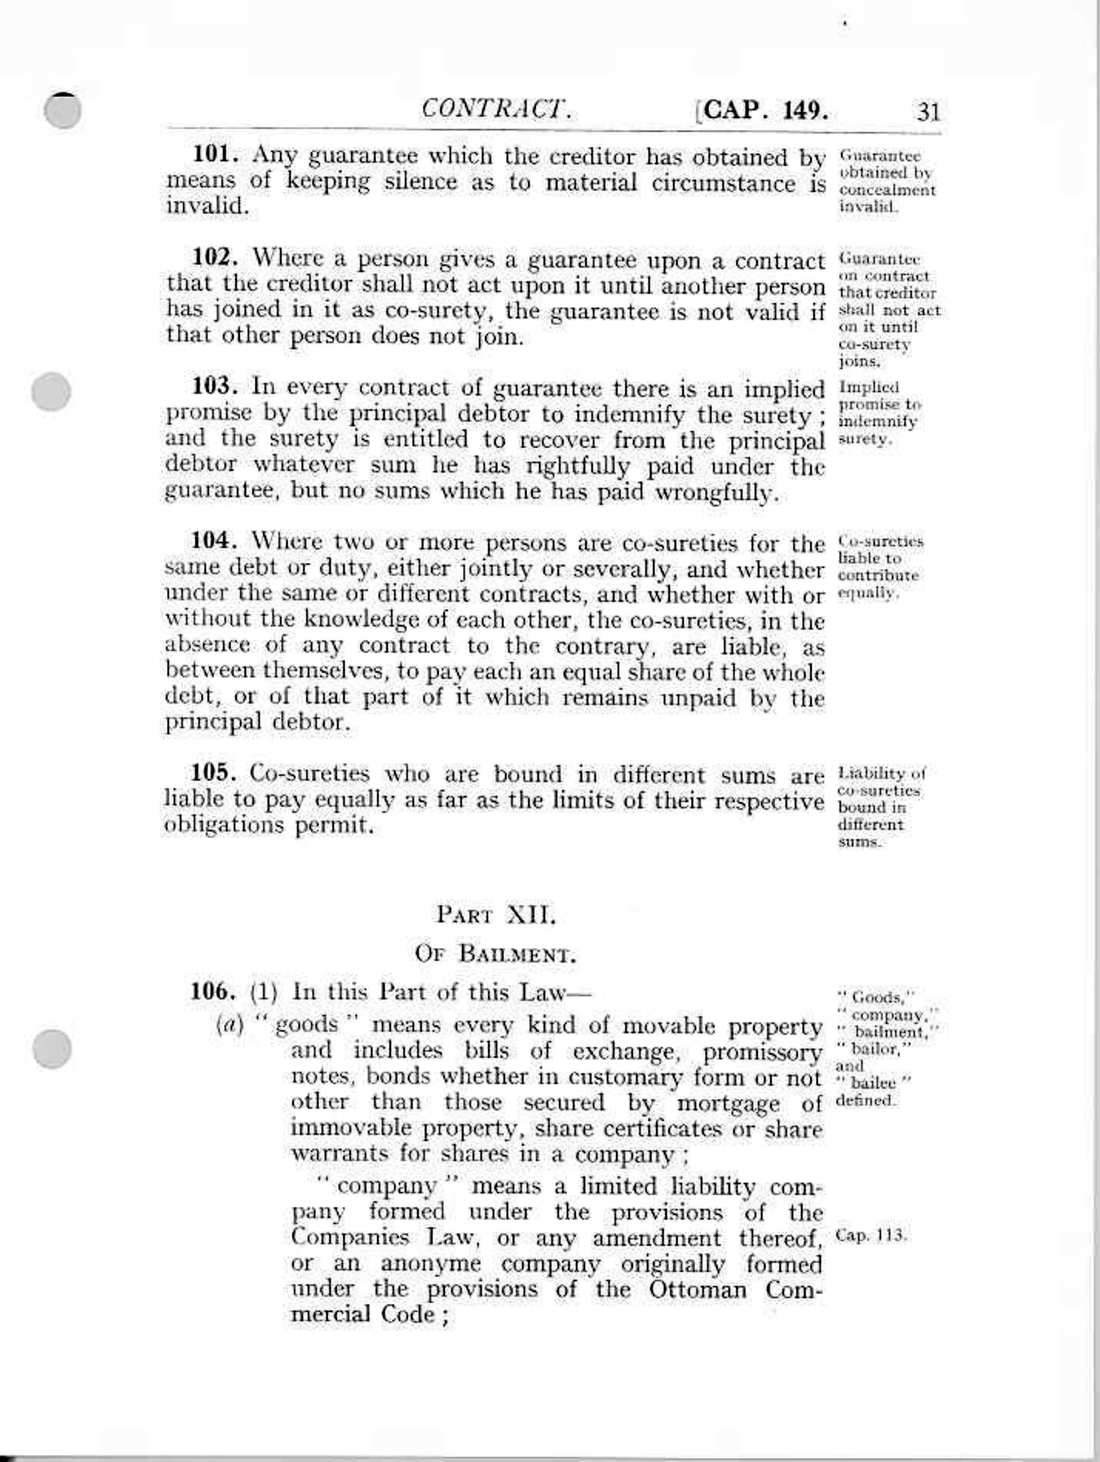 CONTRACT. [CAP. 149. 31
101. Any guarantee which the creditor has obtained by
means of keeping silence as to material circumstance is
invalid.
Guarantee
obtained by
concealment
invalid.
102. Where a person gives a guarantee upon a contract
that the creditor shall not act upon it until another person
has joined in it as co-surety, the guarantee is not valid if
that other person does not join.
Guarantee
on contract
that creditor
shall not act
on it until
co-surety
joins.
103. In every contract of guarantee there is an implied
promise by the principal debtor to indemnify the surety ;
and the surety is entitled to recover from the principal
debtor whatever sum he has rightfully paid under the
guarantee, but no sums which he has paid wrongfully.
Implied
promise to
indemnify
surety.
104. Where two or more persons are co-sureties for the
same debt or duty, either jointly or severally, and whether
under the same or different contracts, and whether with or
without the knowledge of each other, the co-sureties, in the
absence of any contract to the contrary, are liable, as
between themselves, to pay each an equal share of the whole
debt, or of that part of it which remains unpaid by the
principal debtor.
Co-sureties
liable to
contribute
equally.
105. Co-sureties who are bound in different sums are
liable to pay equally as far as the limits of their respective
obligations permit.
Liability of
co-sureties
bound in
different
sums.
PART XII.
OF BAILMENT.
106. (1) In this Part of this Law—
(a) “ goods ” means every kind of movable property
and includes bills of exchange, promissory
notes, bonds whether in customary form or not
other than those secured by mortgage of
immovable property, share certificates or share
warrants for shares in a company ;
“ Goods,”
“ company,”
“ bailment,”
“ bailor,”
and
“ bailee ”
defined.
“ company ” means a limited liability com-
pany formed under the provisions of the
Companies Law, or any amendment thereof,
or an anonyme company originally formed
under the provisions of the Ottoman Com-
mercial Code ;
Cap. 113.